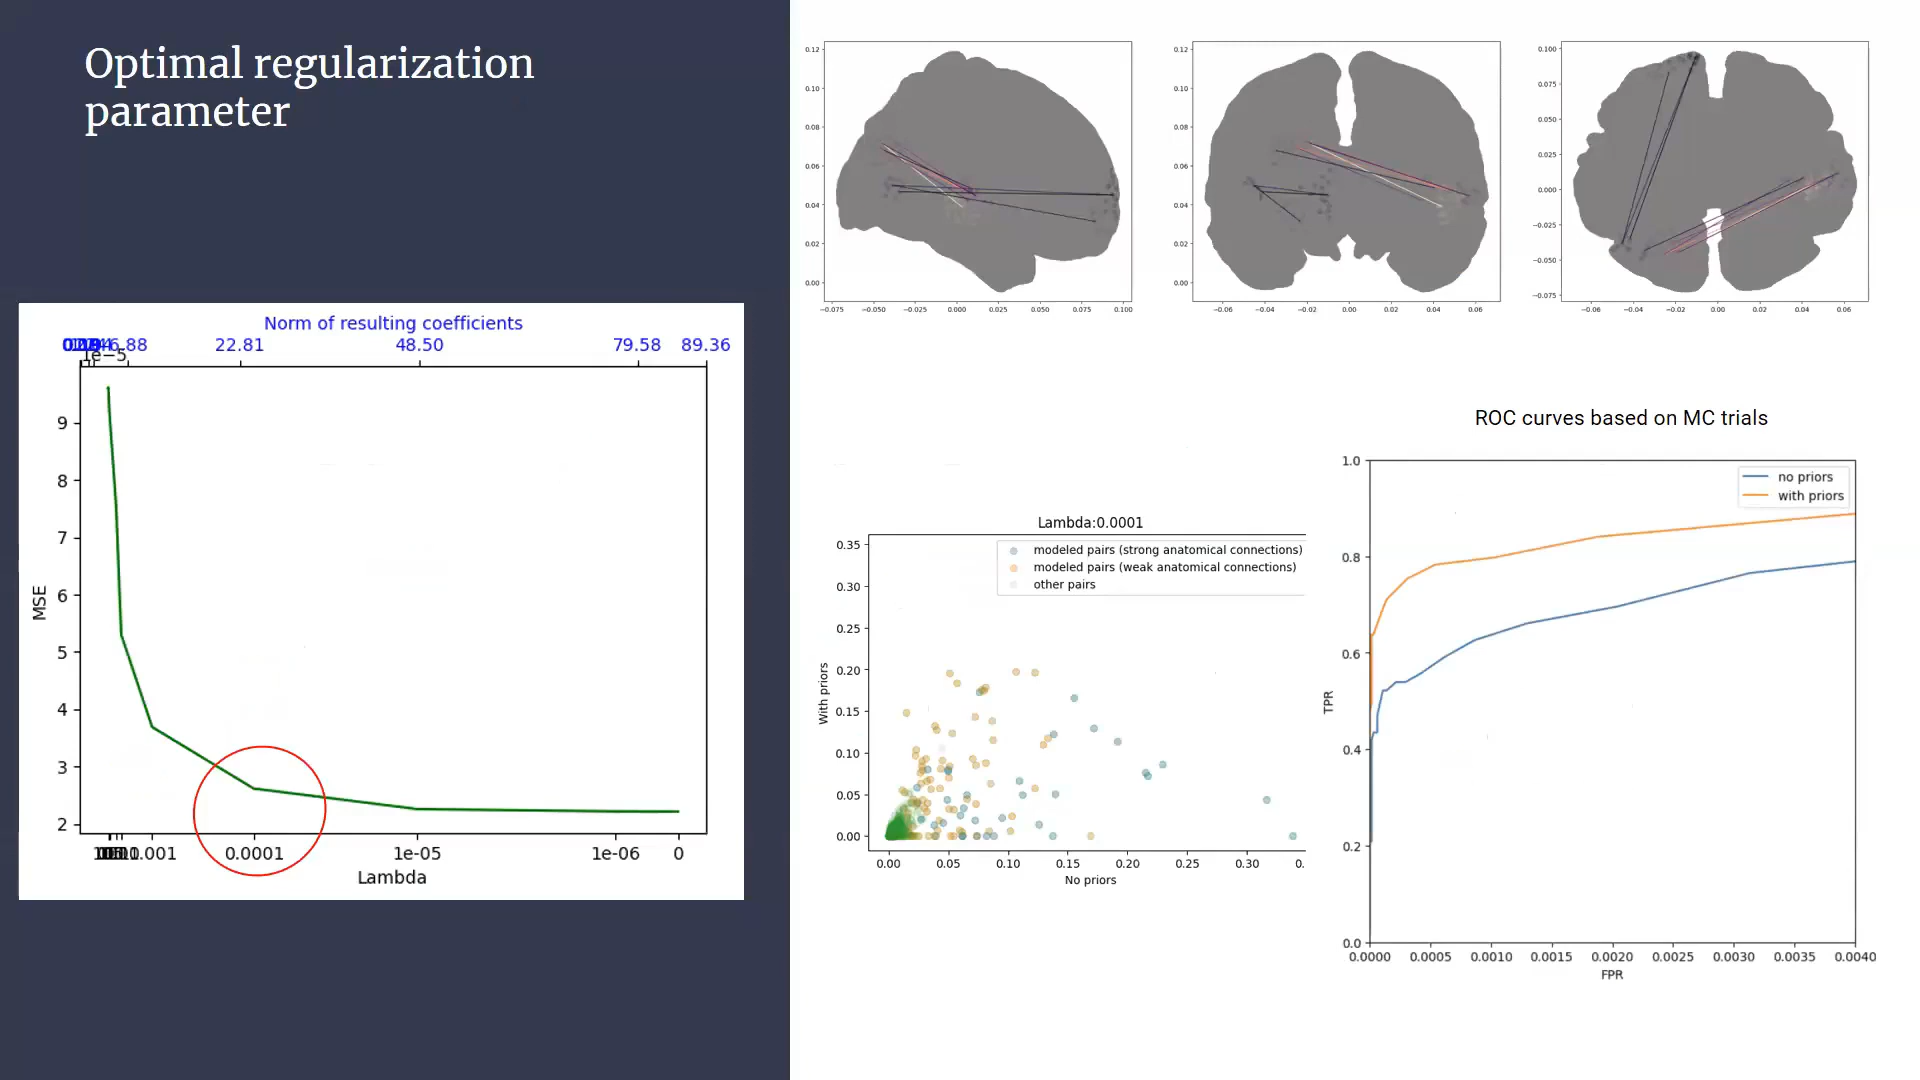 Optimal regularization
parameter
Norm of resulting coefficients
6.88 22.81 48.50 79.58 89.36
1e−5
9
8
7
6
5
4
3
2
MSE
0.0001 1e-05 1e-06 0
Lambda
0.12
0.10
0.08
0.06
0.04
0.02
0.00
−0.075 −0.050 −0.025 0.000 0.025 0.050 0.075 0.100
0.12
0.10
0.08
0.06
0.04
0.02
0.00
−0.06 −0.04 −0.02 0.00 0.02 0.04 0.06
0.100
0.075
0.050
0.025
0.000
−0.025
−0.050
−0.075
−0.06 −0.04 −0.02 0.00 0.02 0.04 0.06
Lambda:0.0001
modeled pairs (strong anatomical connections)
modeled pairs (weak anatomical connections)
other pairs
0.35
0.30
0.25
0.20
0.15
0.10
0.05
0.00
With priors
0.00 0.05 0.10 0.15 0.20 0.25 0.30 0.
No priors
ROC curves based on MC trials
no priors
with priors
1.0
0.8
0.6
0.4
0.2
0.0
TPR
0.0000 0.0005 0.0010 0.0015 0.0020 0.0025 0.0030 0.0035 0.0040
FPR